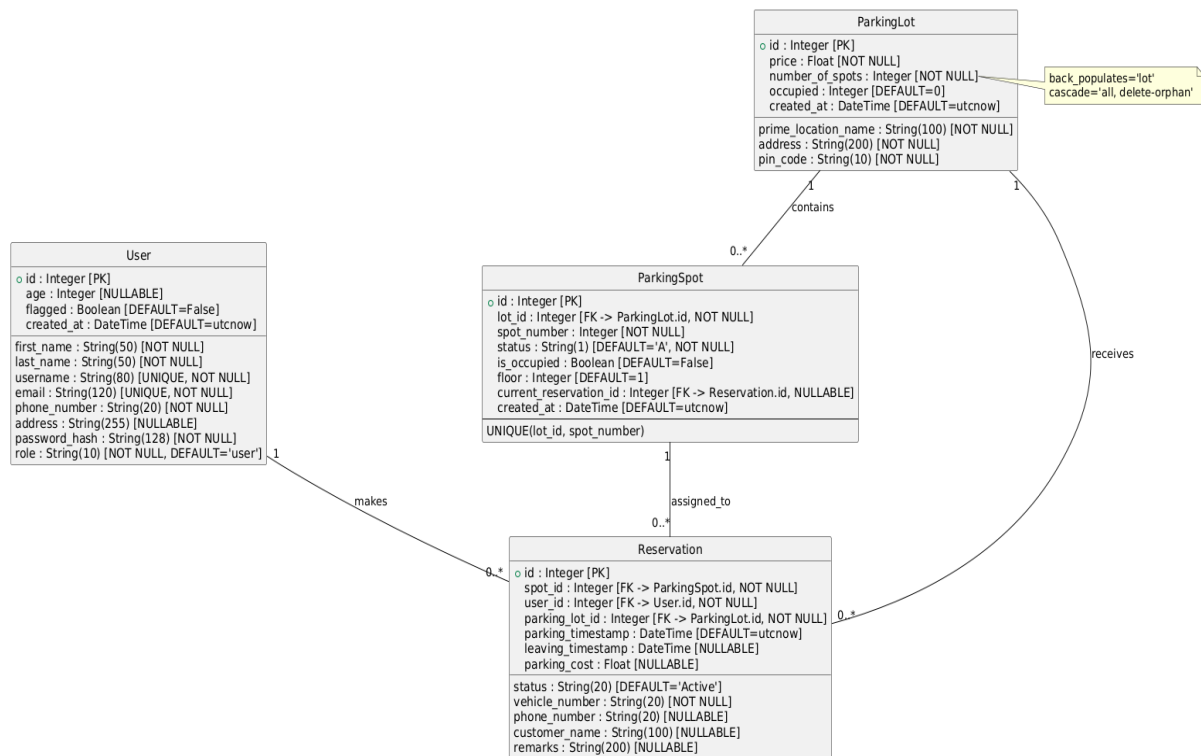 ParkingLot
id : Integer [PK]
price : Float [NOT NULL]
number_of_spots : Integer [NOT NULL]
occupied : Integer [DEFAULT=0]
created_at : DateTime [DEFAULT=utcnow]
prime_location_name : String(100) [NOT NULL]
address : String(200) [NOT NULL]
pin_code : String(10) [NOT NULL]
back_populates='lot'
cascade='all, delete-orphan'
1
1
contains
0..*
User
id : Integer [PK]
age : Integer [NULLABLE]
flagged : Boolean [DEFAULT=False]
created_at : DateTime [DEFAULT=utcnow]
first_name : String(50) [NOT NULL]
last_name : String(50) [NOT NULL]
username : String(80) [UNIQUE, NOT NULL]
email : String(120) [UNIQUE, NOT NULL]
phone_number : String(20) [NOT NULL]
address : String(255) [NULLABLE]
password_hash : String(128) [NOT NULL]
role : String(10) [NOT NULL, DEFAULT='user']
ParkingSpot
id : Integer [PK]
lot_id : Integer [FK -> ParkingLot.id, NOT NULL]
spot_number : Integer [NOT NULL]
status : String(1) [DEFAULT='A', NOT NULL]
is_occupied : Boolean [DEFAULT=False]
floor : Integer [DEFAULT=1]
current_reservation_id : Integer [FK -> Reservation.id, NULLABLE]
created_at : DateTime [DEFAULT=utcnow]
UNIQUE(lot_id, spot_number)
receives
1
1
makes
assigned_to
0..*
0..*
0..*
Reservation
id : Integer [PK]
spot_id : Integer [FK -> ParkingSpot.id, NOT NULL]
user_id : Integer [FK -> User.id, NOT NULL]
parking_lot_id : Integer [FK -> ParkingLot.id, NOT NULL]
parking_timestamp : DateTime [DEFAULT=utcnow]
leaving_timestamp : DateTime [NULLABLE]
parking_cost : Float [NULLABLE]
status : String(20) [DEFAULT='Active']
vehicle_number : String(20) [NOT NULL]
phone_number : String(20) [NULLABLE]
customer_name : String(100) [NULLABLE]
remarks : String(200) [NULLABLE]